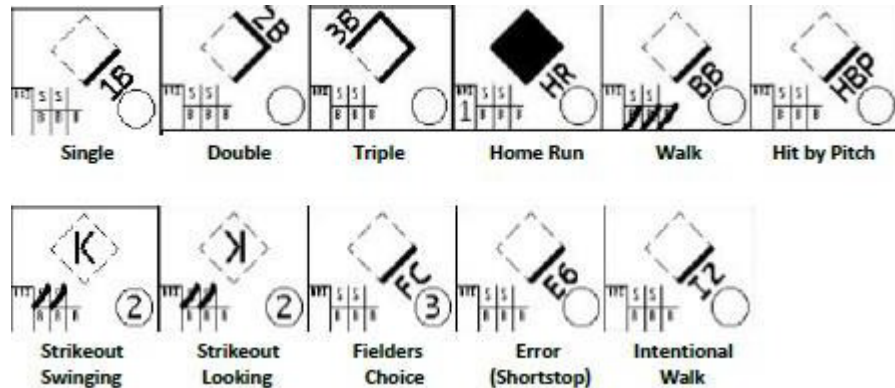 1B
2B
3B
HR
BB
HBP
S S
B B B
S S
B B B
S S
B B B
1
S S
B B B
S S
B B B
Single
Double
Triple
Home Run
Walk
Hit by Pitch
K
2
K
2
FC
3
E6
I2
S S
B B B
S S
B B B
S S
B B B
Strikeout
Swinging
Strikeout
Looking
Fielders
Choice
Error
(Shortstop)
Intentional
Walk